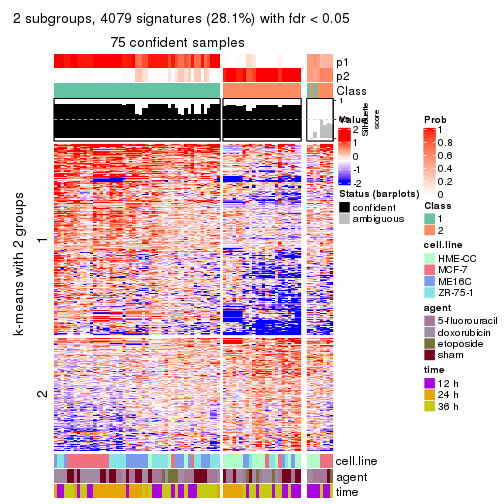 2 subgroups, 4079 signatures (28.1%) with fdr < 0.05
75 confident samples
p1
p2
Class
1
Silhouette
score
k-means with 2 groups
1
2
cell.line
agent
time
Value
2
1
0
-1
-2
Status (barplots)
confident
ambiguous
Prob
1
0.8
0.6
0.4
0.2
0
Class
1
2
cell.line
HME-CC
MCF-7
ME16C
ZR-75-1
agent
5-fluorouracil
doxorubicin
etoposide
sham
time
12 h
24 h
36 h